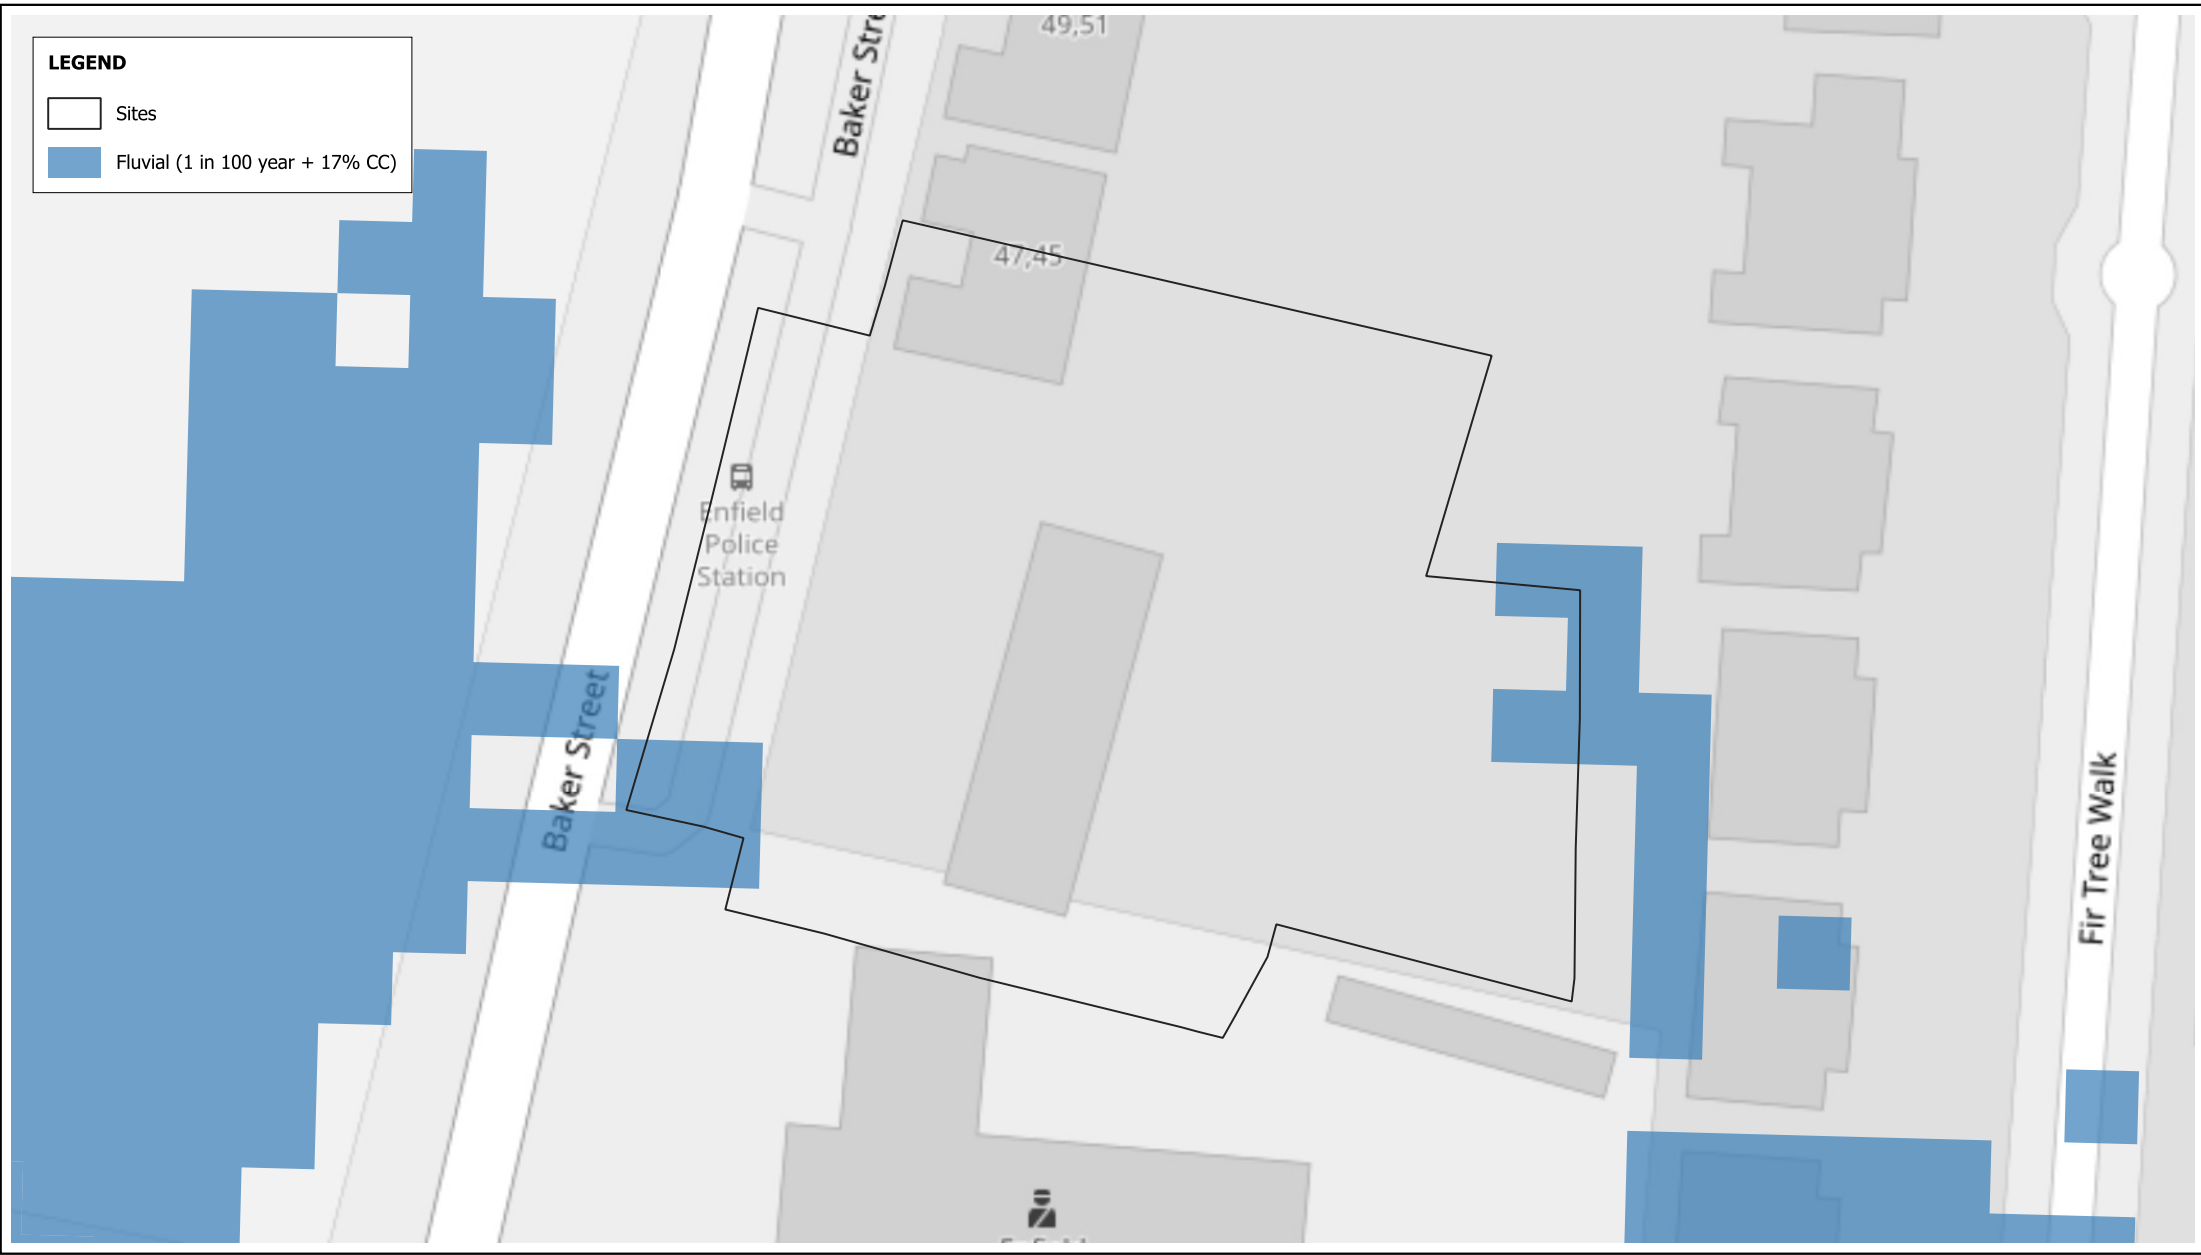 LEGEND
Sites
Fluvial (1 in 100 year + 17% CC)
49,51
Baker Stre
47,45
Enfield
Police
Station
Baker Street
Fir Tree Walk